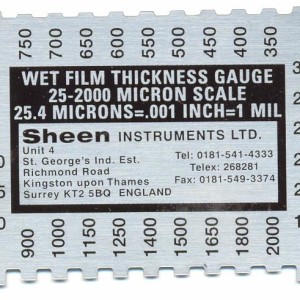 750 700 650 600 550 500 450 400 350
WET FILM THICKNESS GAUGE
25-2000 MICRON SCALE
25.4 MICRONS=.001 INCH=1 MIL
Sheen INSTRUMENTS LTD.
Unit 4
St. George's Ind. Est.
Richmond Road
Kingston upon Thames
Surrey KT2 5BQ ENGLAND
Tel: 0181-541-4333
Telex: 268281
Fax: 0181-549-3374
900 1000 1150 1200 1300 1400 1600 1800 2000